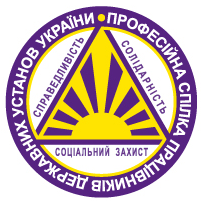 ПРОФЕСІЙНА СПІЛКА ПРАЦІВНИКІВ ДЕРЖАВНИХ УСТАНОВ УКРАЇНИ •
СПРАВЕДЛИВІСТЬ
СОЛІДАРНІСТЬ
СОЦІАЛЬНИЙ ЗАХИСТ